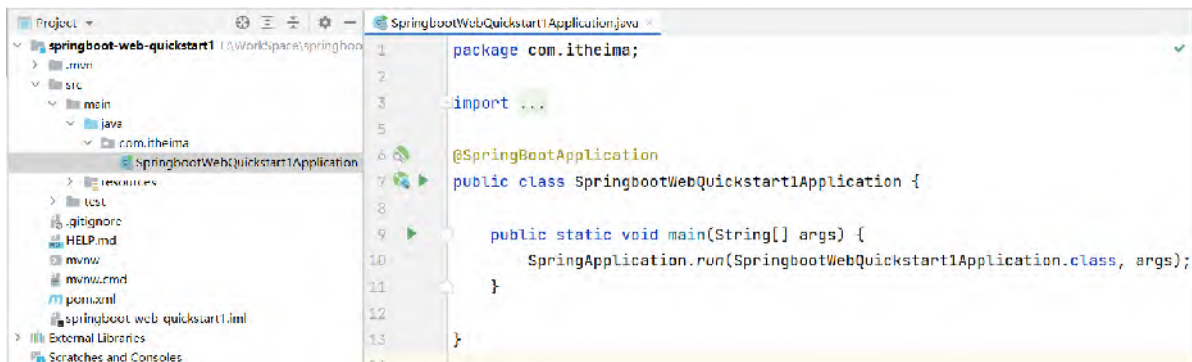 Project
springboot-web-quickstart1
.mvn
src
main
java
com.itheima
SpringbootWebQuickstart1Application
resources
test
.gitignore
HELP.md
mvnw
mvnw.cmd
pom.xml
springboot-web-quickstart1.iml
External Libraries
Scratches and Consoles
SpringbootWebQuickstart1Application.java
1 package com.itheima;
2
3 import ...
5
6 @SpringBootApplication
7 public class SpringbootWebQuickstart1Application {
8
9 public static void main(String[] args) {
10 SpringApplication.run(SpringbootWebQuickstart1Application.class, args);
11 }
12
13 }